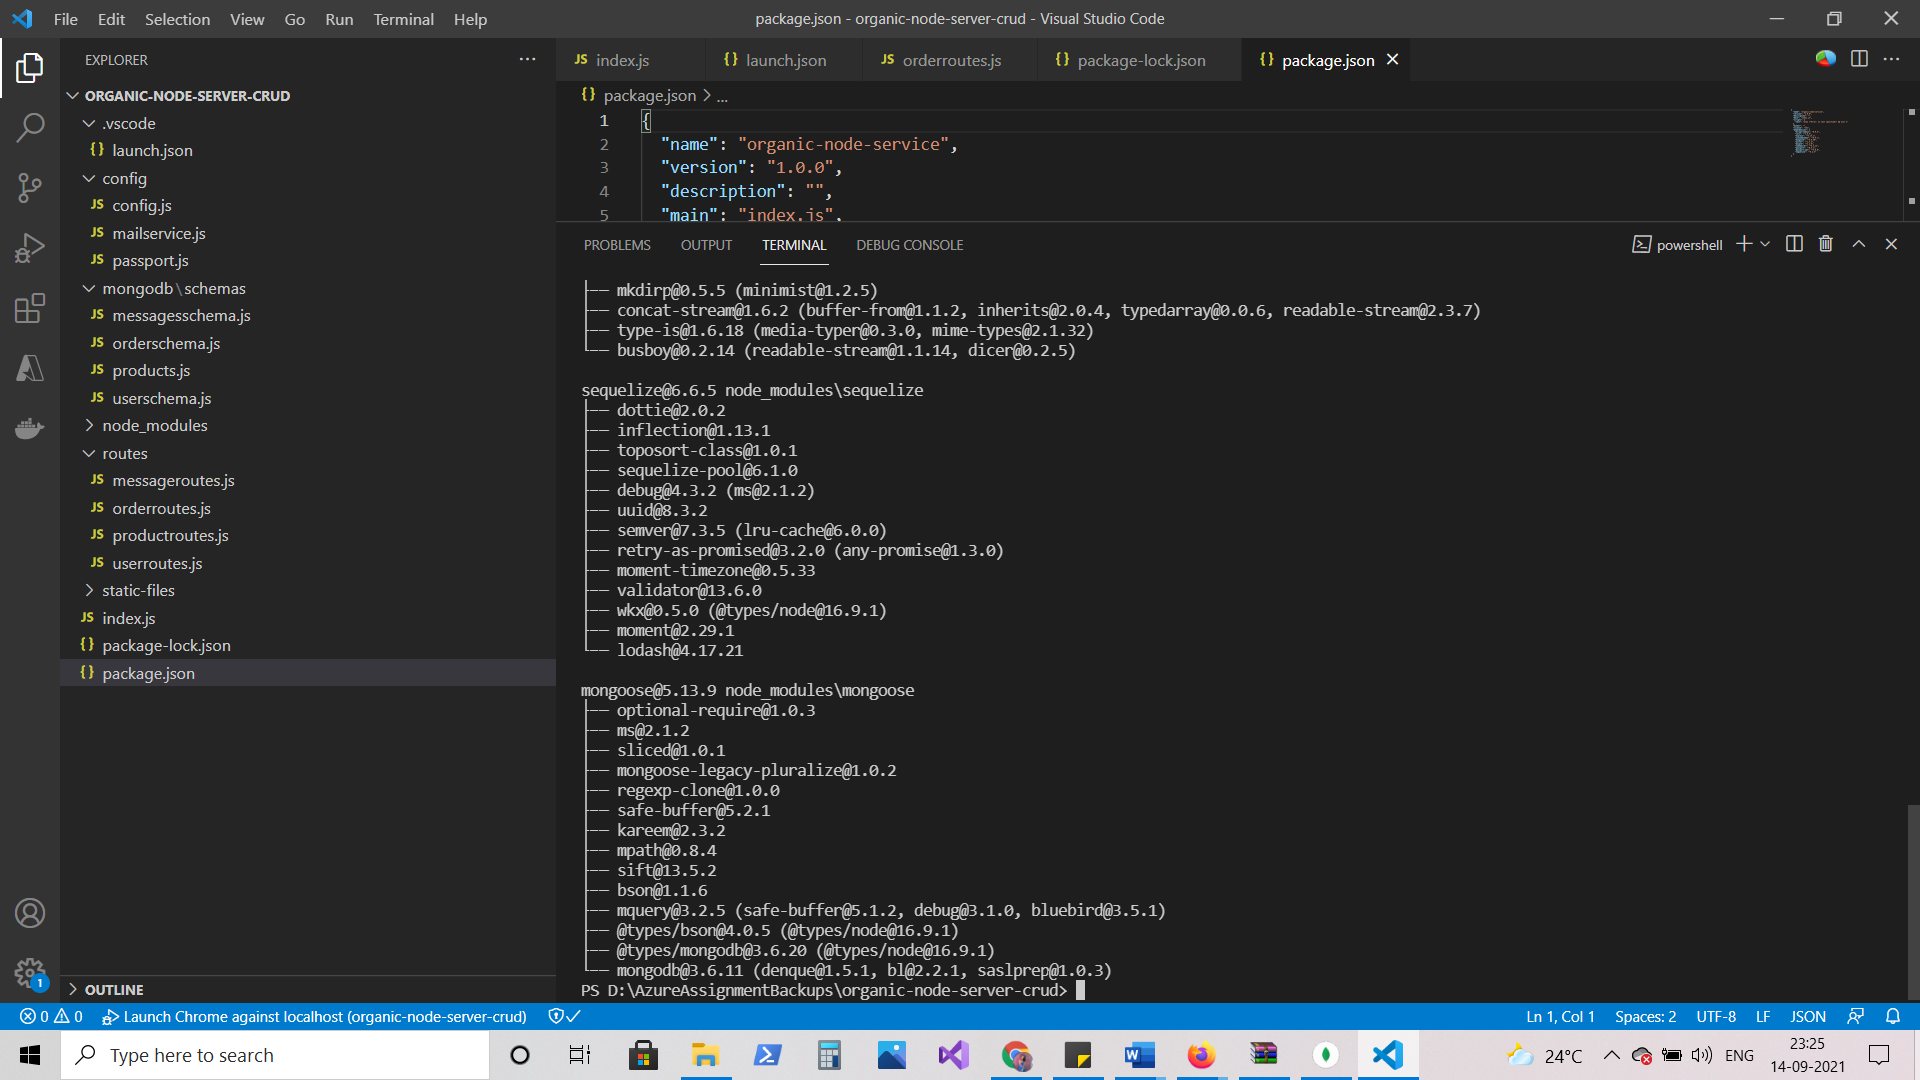 File Edit Selection View Go Run Terminal Help
package.json - organic-node-server-crud - Visual Studio Code
EXPLORER
ORGANIC-NODE-SERVER-CRUD
.vscode
{} launch.json
config
JS config.js
JS mailservice.js
JS passport.js
mongodb\schemas
JS messagesschema.js
JS orderschema.js
JS products.js
JS userschema.js
node_modules
routes
JS messageroutes.js
JS orderroutes.js
JS productroutes.js
JS userroutes.js
static-files
JS index.js
{} package-lock.json
{} package.json
OUTLINE
1
JS index.js {} launch.json JS orderroutes.js {} package-lock.json {} package.json
{} package.json > ...
1 {
2 "name": "organic-node-service",
3 "version": "1.0.0",
4 "description": "",
5 "main": "index.js",
PROBLEMS OUTPUT TERMINAL DEBUG CONSOLE
powershell
├── mkdirp@0.5.5 (minimist@1.2.5)
├── concat-stream@1.6.2 (buffer-from@1.1.2, inherits@2.0.4, typedarray@0.0.6, readable-stream@2.3.7)
├── type-is@1.6.18 (media-typer@0.3.0, mime-types@2.1.32)
└── busboy@0.2.14 (readable-stream@1.1.14, dicer@0.2.5)
sequelize@6.6.5 node_modules\sequelize
├── dottie@2.0.2
├── inflection@1.13.1
├── toposort-class@1.0.1
├── sequelize-pool@6.1.0
├── debug@4.3.2 (ms@2.1.2)
├── uuid@8.3.2
├── semver@7.3.5 (lru-cache@6.0.0)
├── retry-as-promised@3.2.0 (any-promise@1.3.0)
├── moment-timezone@0.5.33
├── validator@13.6.0
├── wkx@0.5.0 (@types/node@16.9.1)
├── moment@2.29.1
└── lodash@4.17.21
mongoose@5.13.9 node_modules\mongoose
├── optional-require@1.0.3
├── ms@2.1.2
├── sliced@1.0.1
├── mongoose-legacy-pluralize@1.0.2
├── regexp-clone@1.0.0
├── safe-buffer@5.2.1
├── kareem@2.3.2
├── mpath@0.8.4
├── sift@13.5.2
├── bson@1.1.6
├── mquery@3.2.5 (safe-buffer@5.1.2, debug@3.1.0, bluebird@3.5.1)
├── @types/bson@4.0.5 (@types/node@16.9.1)
├── @types/mongodb@3.6.20 (@types/node@16.9.1)
└── mongodb@3.6.11 (denque@1.5.1, bl@2.2.1, saslprep@1.0.3)
PS D:\AzureAssignmentBackups\organic-node-server-crud>
0 0 Launch Chrome against localhost (organic-node-server-crud)
Ln 1, Col 1 Spaces: 2 UTF-8 LF JSON
Type here to search
24°C ENG
23:25
14-09-2021